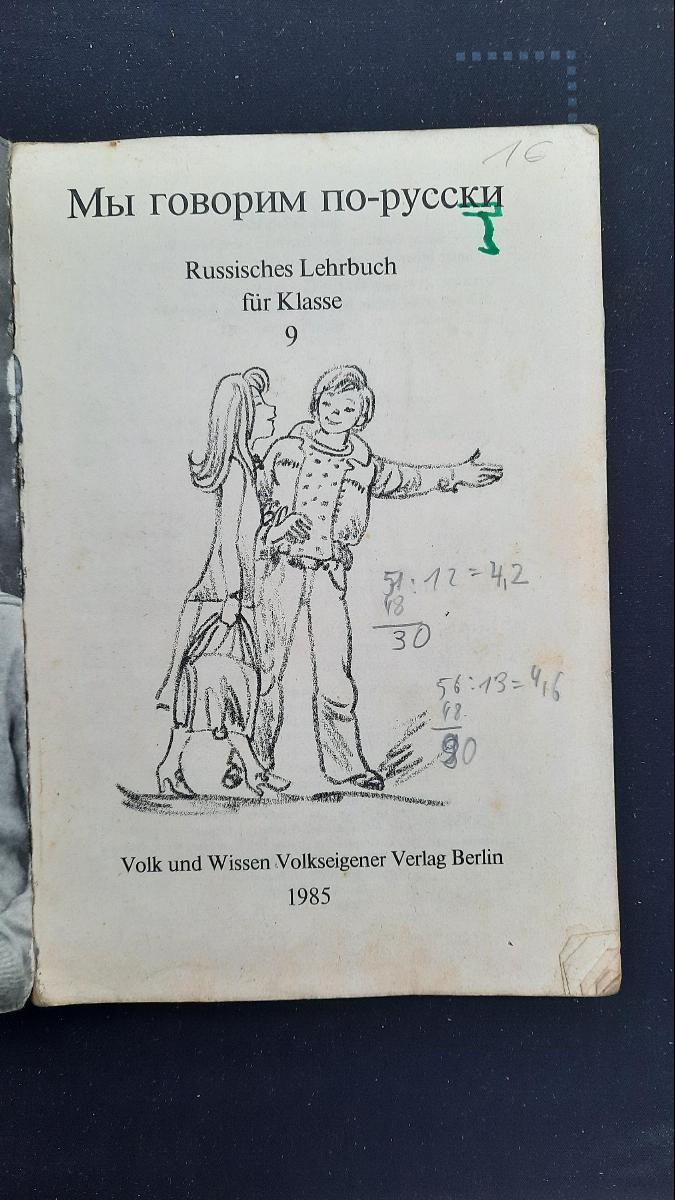 16
Мы говорим по-русски
Russisches Lehrbuch
für Klasse
9
51:12=4,2
48
30
56:13=4,6
48
90
Volk und Wissen Volkseigener Verlag Berlin
1985